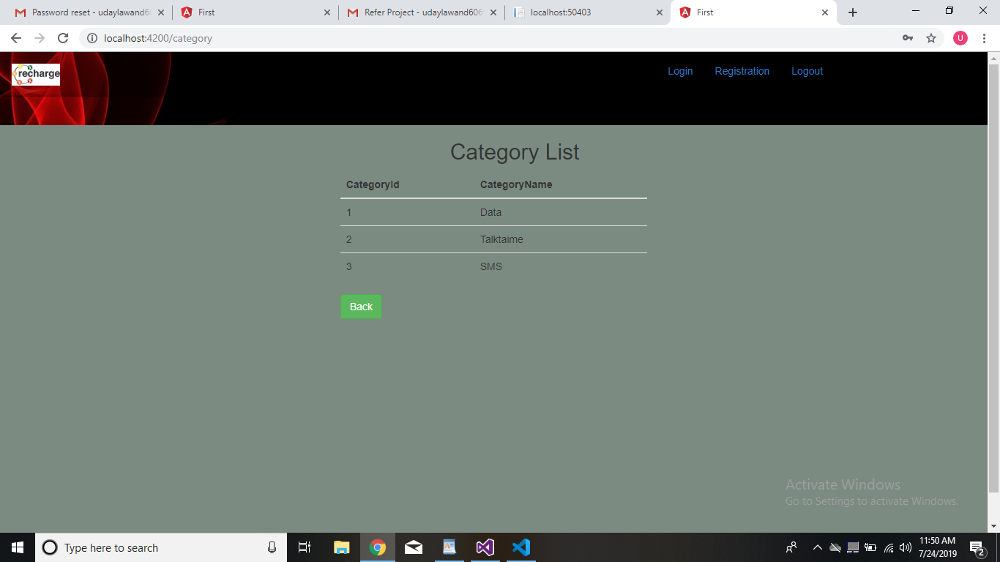 Password reset - udaylawand60
First
Refer Project - udaylawand606
localhost:50403
First
localhost:4200/category
U
recharge
Login Registration Logout
Category List
CategoryId CategoryName
1 Data
2 Talktaime
3 SMS
Back
Activate Windows
Go to Settings to activate Windows.
Type here to search
11:50 AM
7/24/2019
2